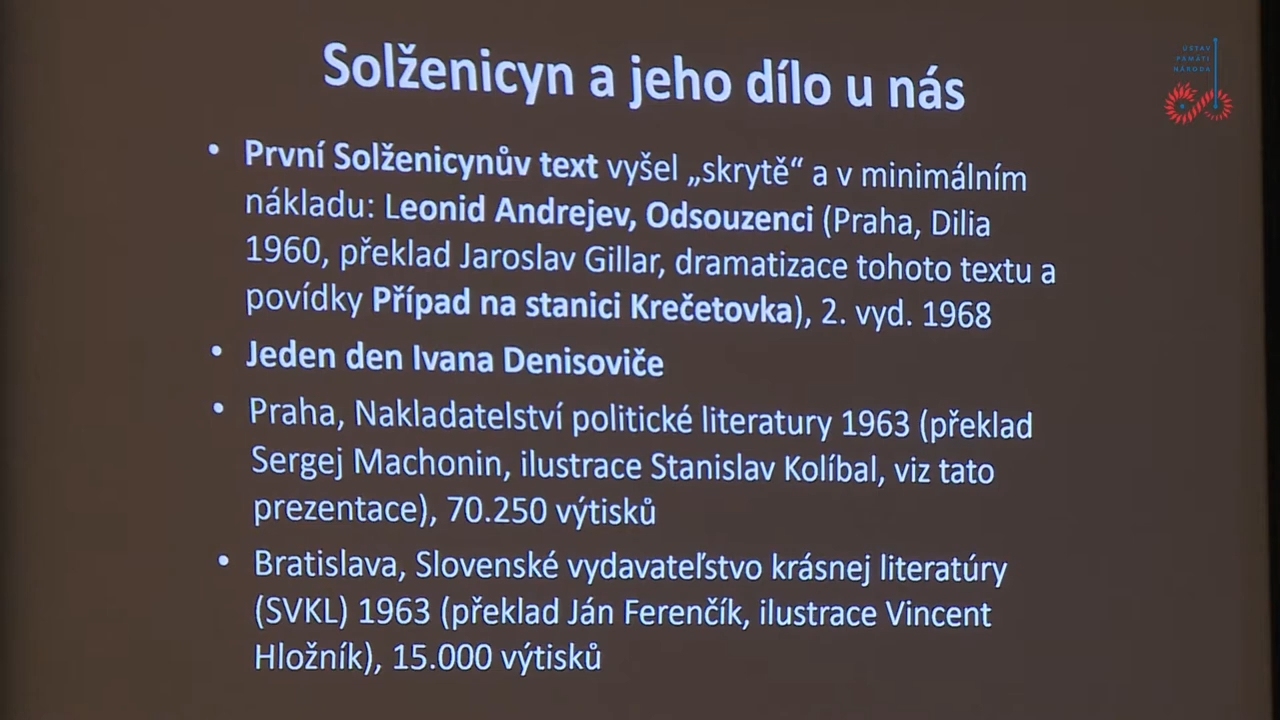 Solženicyn a jeho dílo u nás
ÚSTAV
PAMĚTI
NÁRODA
• První Solženicynův text vyšel „skrytě“ a v minimálním
nákladu: Leonid Andrejev, Odsouzenci (Praha, Dilia
1960, překlad Jaroslav Gillar, dramatizace tohoto textu a
povídky Případ na stanici Krečetovka), 2. vyd. 1968
• Jeden den Ivana Denisoviče
• Praha, Nakladatelství politické literatury 1963 (překlad
Sergej Machonin, ilustrace Stanislav Kolíbal, viz tato
prezentace), 70.250 výtisků
• Bratislava, Slovenské vydavateľstvo krásnej literatúry
(SVKL) 1963 (překlad Ján Ferenčík, ilustrace Vincent
Hložník), 15.000 výtisků